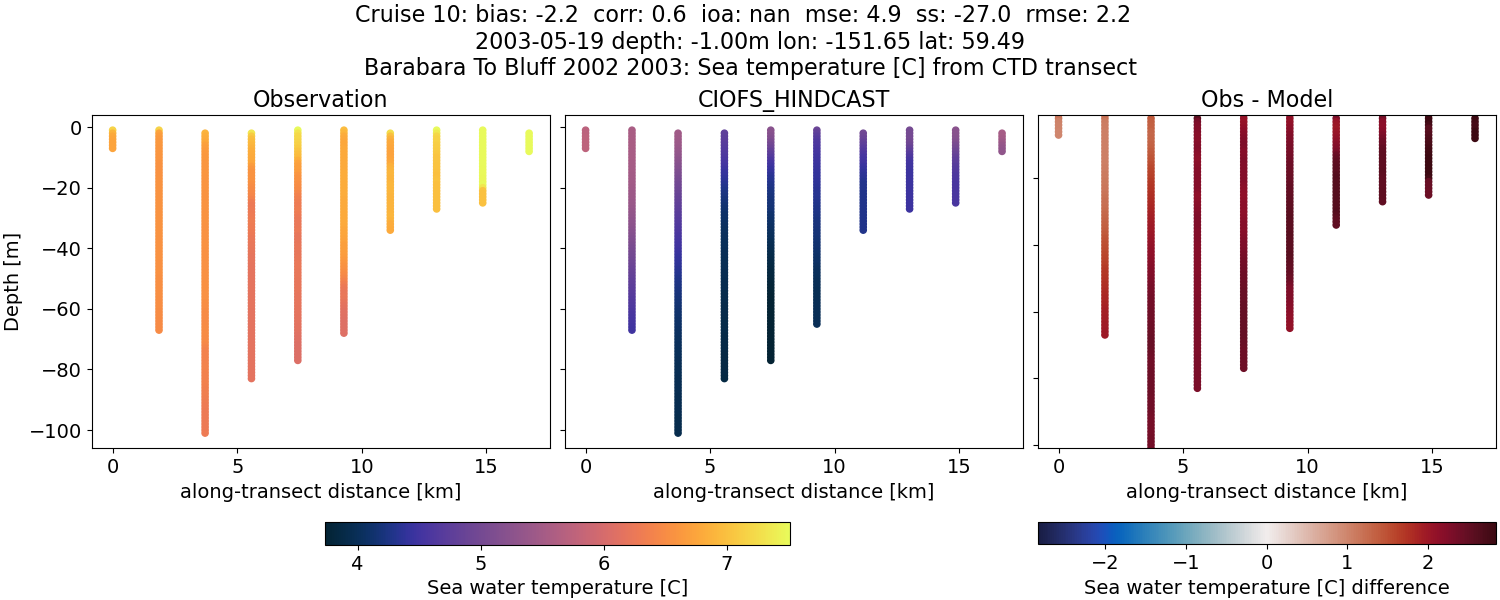 Cruise 10: bias: -2.2  corr: 0.6  ioa: nan  mse: 4.9  ss: -27.0  rmse: 2.2
2003-05-19 depth: -1.00m lon: -151.65 lat: 59.49
Barabara To Bluff 2002 2003: Sea temperature [C] from CTD transect
Observation
CIOFS_HINDCAST
Obs - Model
Depth [m]
0
−20
−40
−60
−80
−100
0 5 10 15
0 5 10 15
0 5 10 15
along-transect distance [km]
along-transect distance [km]
along-transect distance [km]
4 5 6 7
Sea water temperature [C]
−2 −1 0 1 2
Sea water temperature [C] difference